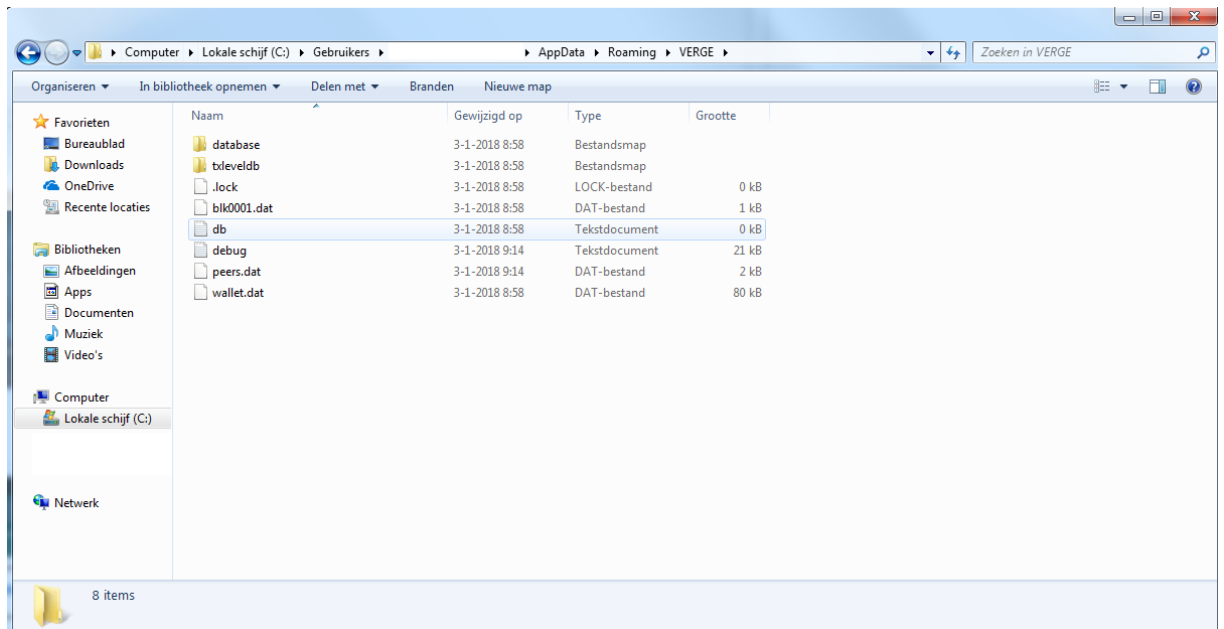 Computer ▸ Lokale schijf (C:) ▸ Gebruikers ▸ AppData ▸ Roaming ▸ VERGE ▸ Zoeken in VERGE
Organiseren In bibliotheek opnemen Delen met Branden Nieuwe map
Favorieten
Bureaublad
Downloads
OneDrive
Recente locaties
Bibliotheken
Afbeeldingen
Apps
Documenten
Muziek
Video's
Computer
Lokale schijf (C:)
Netwerk
Naam Gewijzigd op Type Grootte
database 3-1-2018 8:58 Bestandsmap
txleveldb 3-1-2018 8:58 Bestandsmap
.lock 3-1-2018 8:58 LOCK-bestand 0 kB
blk0001.dat 3-1-2018 8:58 DAT-bestand 1 kB
db 3-1-2018 8:58 Tekstdocument 0 kB
debug 3-1-2018 9:14 Tekstdocument 21 kB
peers.dat 3-1-2018 9:14 DAT-bestand 2 kB
wallet.dat 3-1-2018 8:58 DAT-bestand 80 kB
8 items